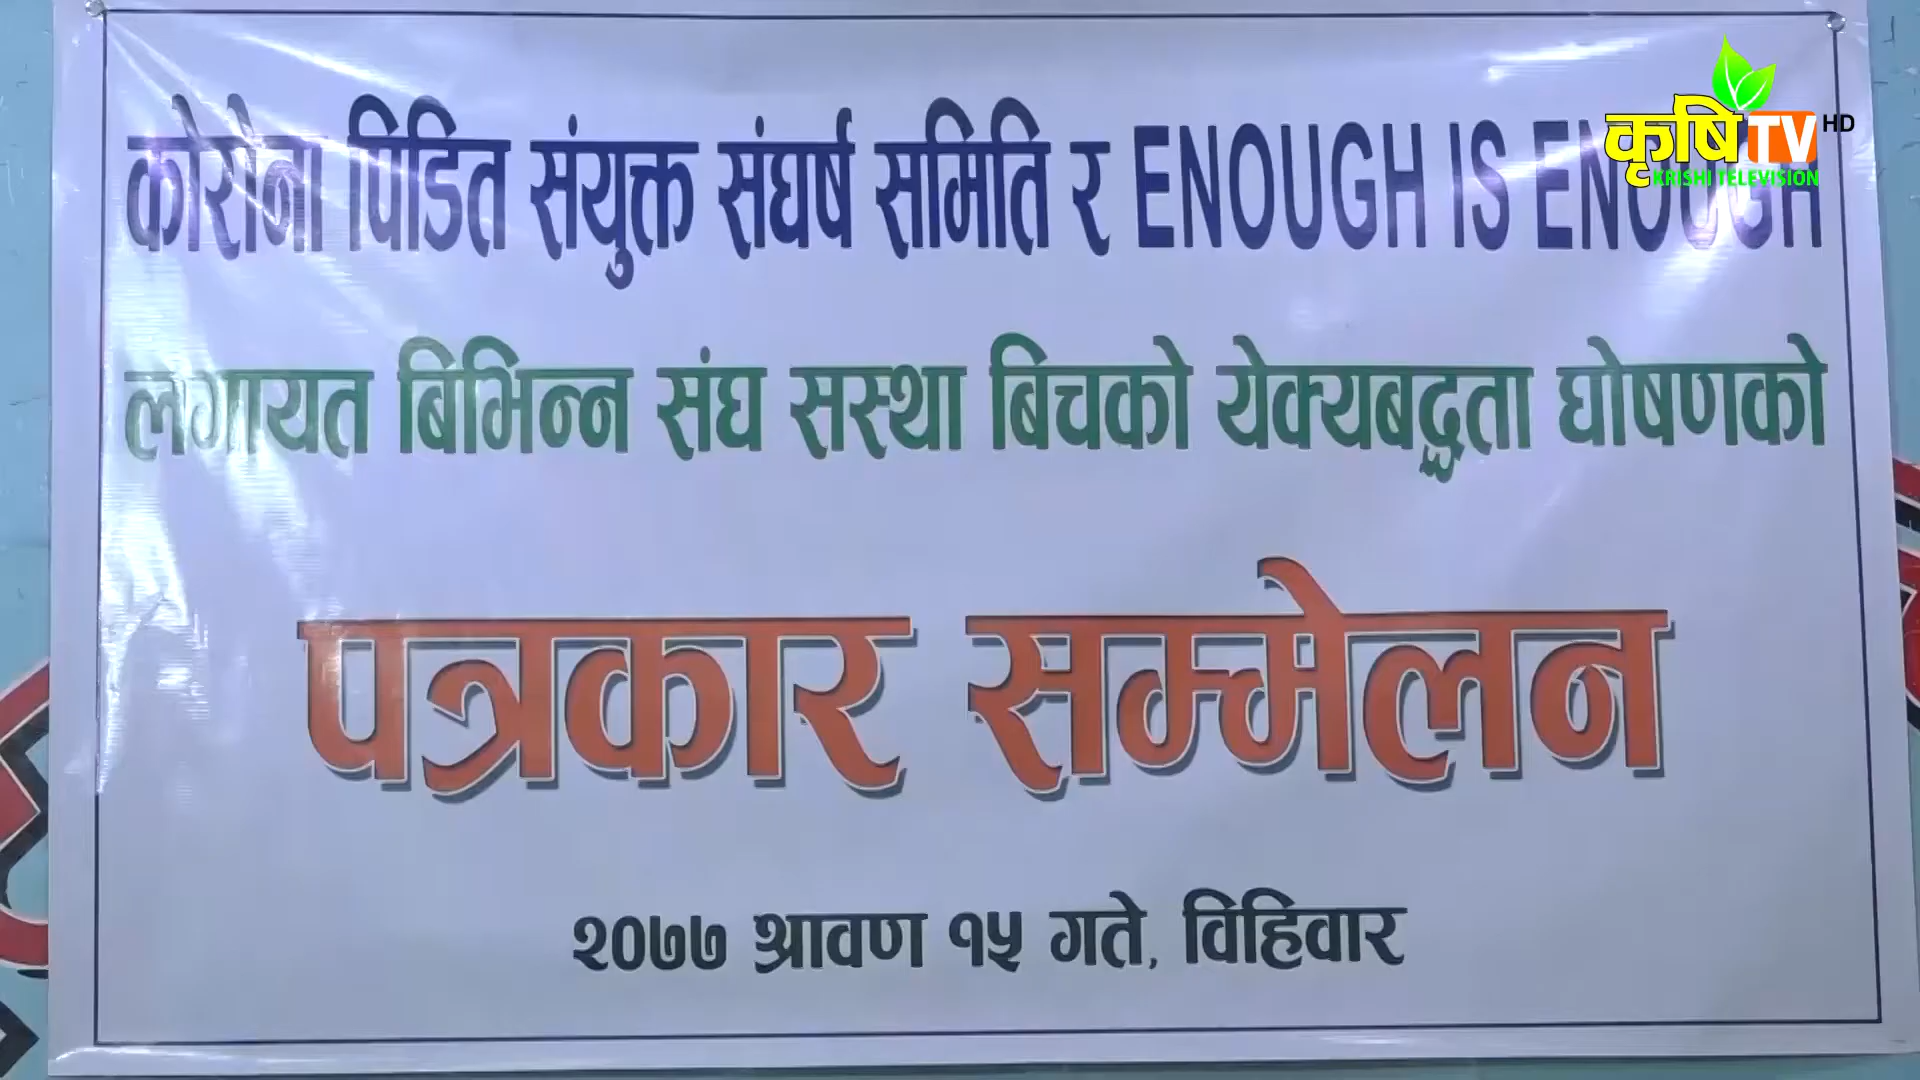 कोरोना पिडित संयुक्त संघर्ष समिति र ENOUGH IS ENOUGH
लगायत बिभिन्न संघ सस्था बिचको येक्यबद्धता घोषणको
पत्रकार सम्मेलन
२०७७ श्रावण १५ गते, विहिवार
कृषि TV HD
KRISHI TELEVISION